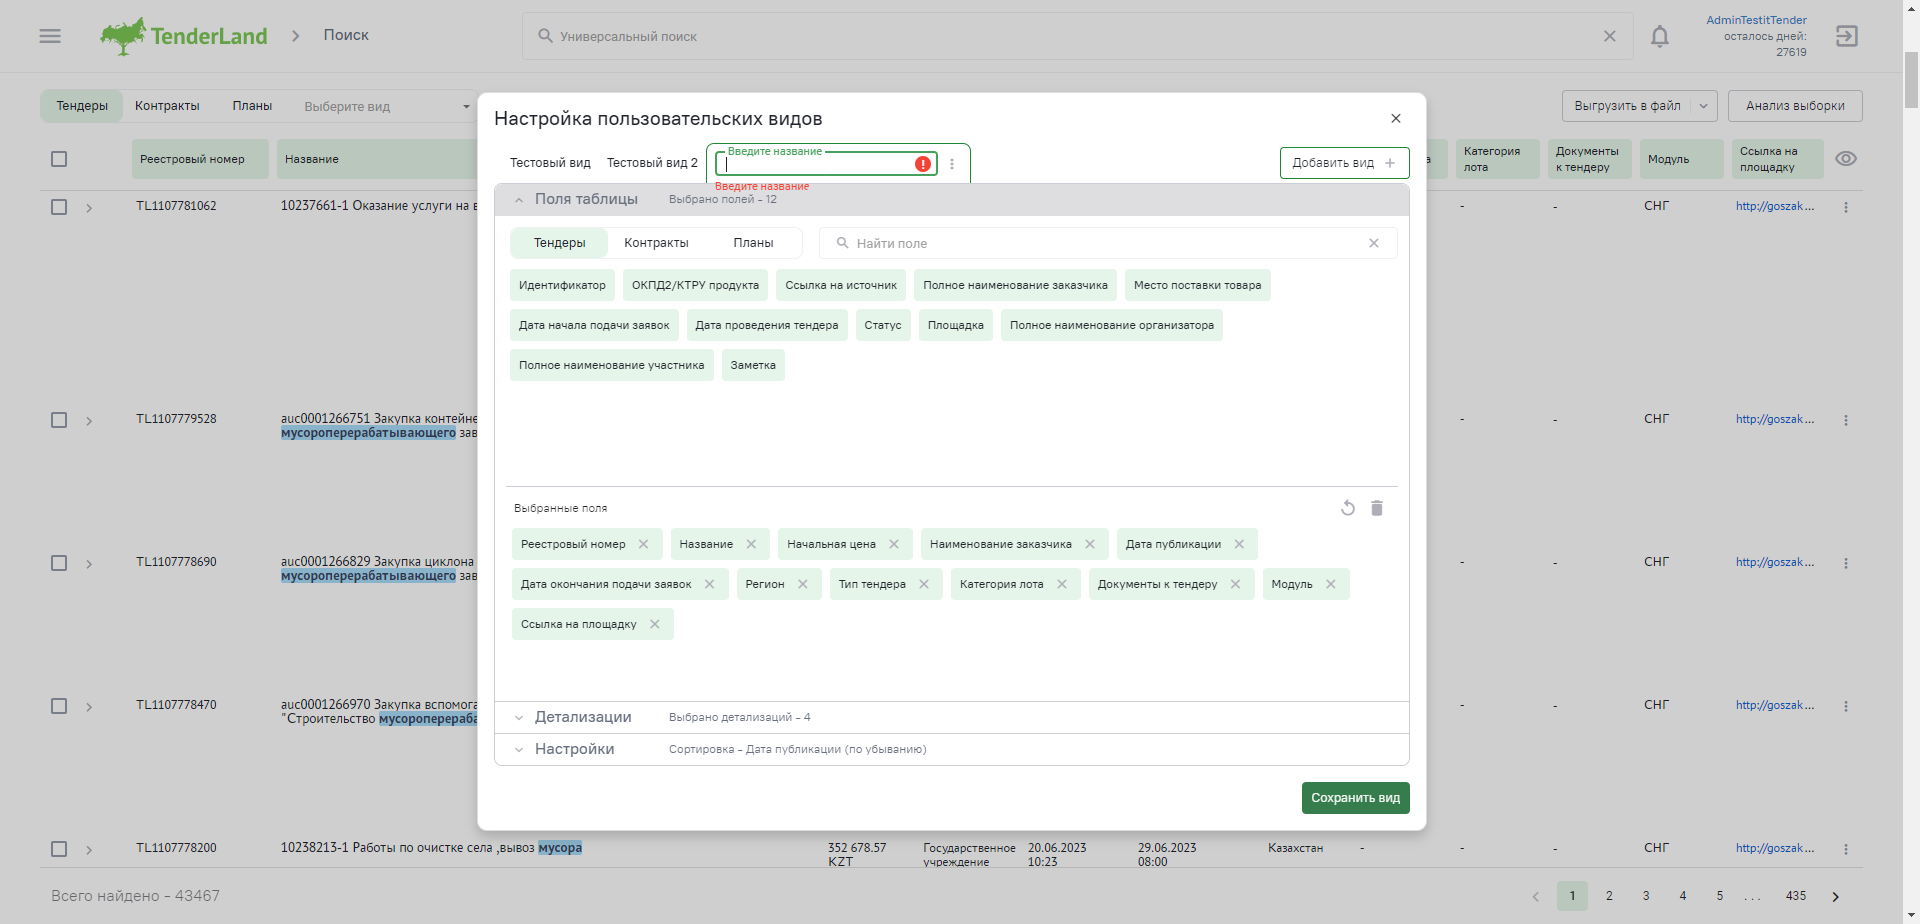 TenderLand
Поиск
Универсальный поиск
AdminTestitTender
осталось дней:
27619
Тендеры
Контракты
Планы
Выберите вид
Выгрузить в файл
Анализ выборки
Реестровый номер
Название
Категория
лота
Документы
к тендеру
Модуль
Ссылка на
площадку
Настройка пользовательских видов
Тестовый вид
Тестовый вид 2
Введите название
Введите название
Добавить вид
Поля таблицы
Выбрано полей - 12
Тендеры
Контракты
Планы
Найти поле
Идентификатор
ОКПД2/КТРУ продукта
Ссылка на источник
Полное наименование заказчика
Место поставки товара
Дата начала подачи заявок
Дата проведения тендера
Статус
Площадка
Полное наименование организатора
Полное наименование участника
Заметка
Выбранные поля
Реестровый номер
Название
Начальная цена
Наименование заказчика
Дата публикации
Дата окончания подачи заявок
Регион
Тип тендера
Категория лота
Документы к тендеру
Модуль
Ссылка на площадку
Детализации
Выбрано детализаций - 4
Настройки
Сортировка - Дата публикации (по убыванию)
Сохранить вид
TL1107781062
10237661-1 Оказание услуги на в
- - СНГ http://goszak...
TL1107779528
auc0001266751 Закупка контейне
мусороперерабатывающего зав
- - СНГ http://goszak...
TL1107778690
auc0001266829 Закупка циклона
мусороперерабатывающего зав
- - СНГ http://goszak...
TL1107778470
auc0001266970 Закупка вспомога
"Строительство мусоропереraба
- - СНГ http://goszak...
TL1107778200
10238213-1 Работы по очистке села ,вывоз мусора
352 678.57
KZT
Государственное
учреждение
20.06.2023
10:23
29.06.2023
08:00
Казахстан
- - - СНГ http://goszak...
Всего найдено - 43467
1 2 3 4 5 ... 435